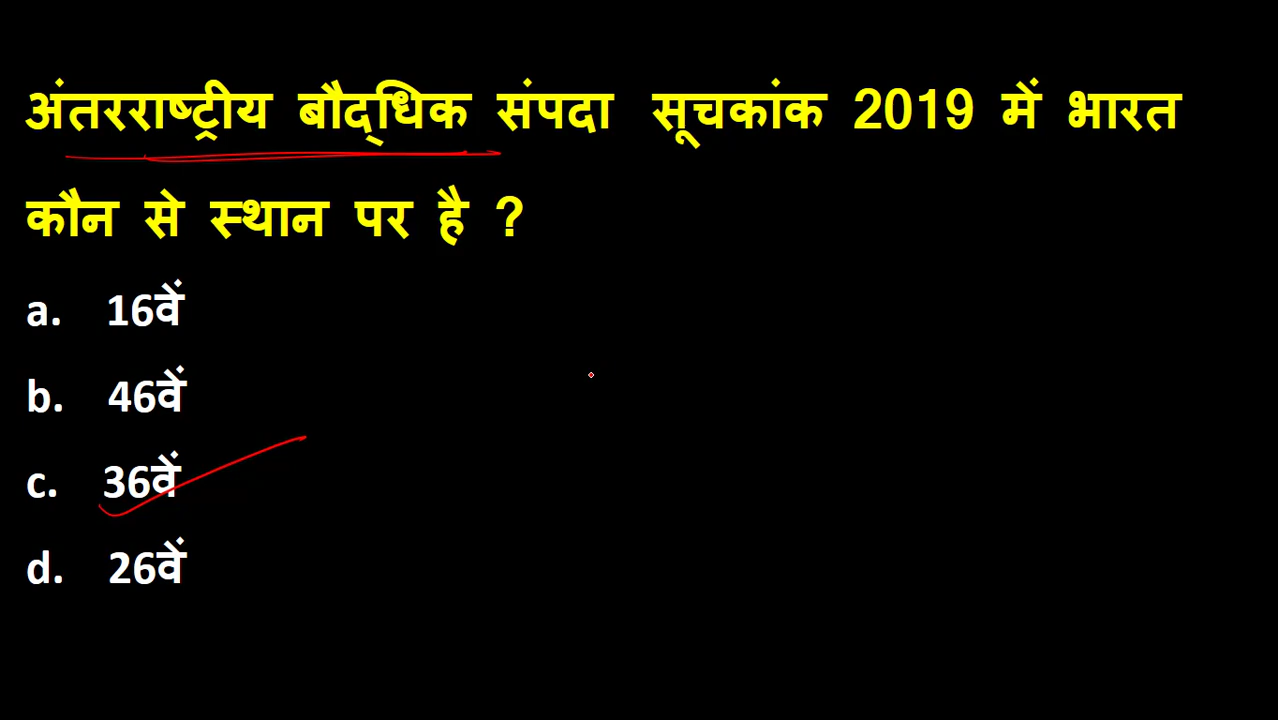 अंतरराष्ट्रीय बौद्धिक संपदा सूचकांक 2019 में भारत
कौन से स्थान पर है ?
a. 16वें
b. 46वें
c. 36वें
d. 26वें